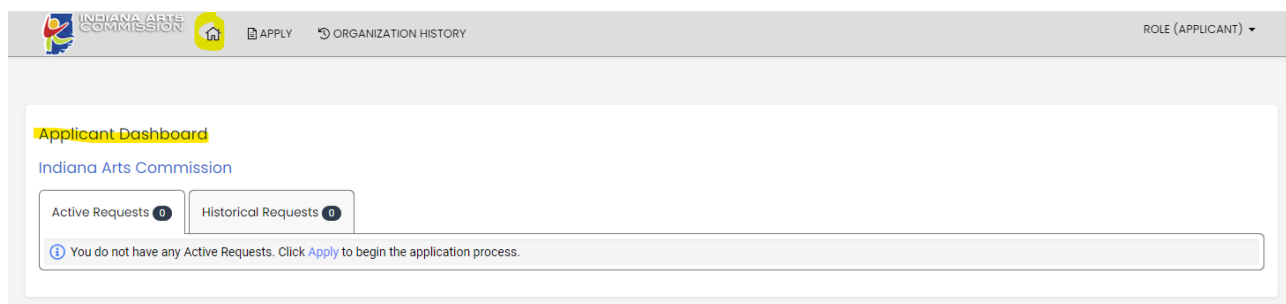 INDIANA ARTS
COMMISSION
APPLY
ORGANIZATION HISTORY
ROLE (APPLICANT)
Applicant Dashboard
Indiana Arts Commission
Active Requests 0
Historical Requests 0
You do not have any Active Requests. Click Apply to begin the application process.